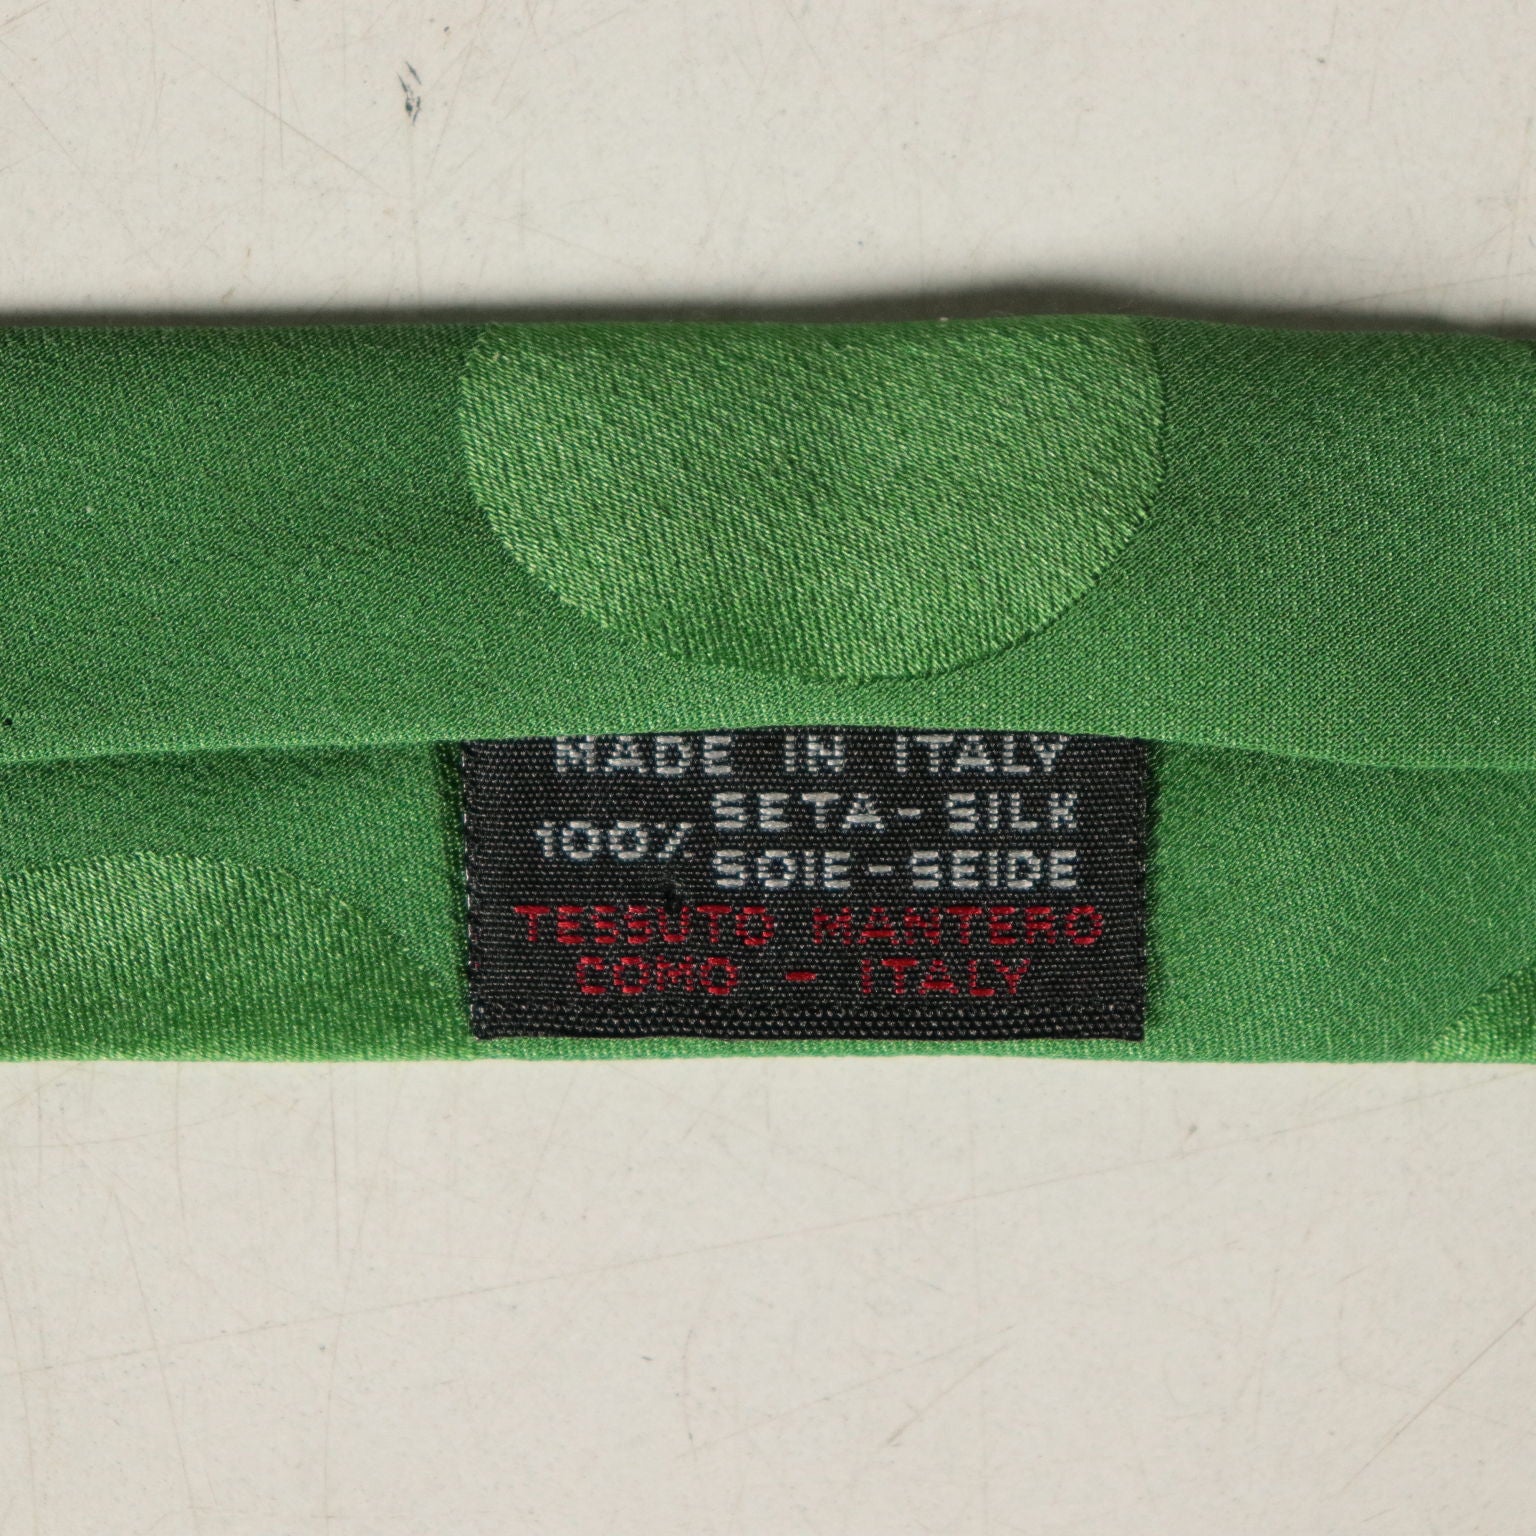 MADE IN ITALY
100% SETA-SILK
SOIE-SEIDE
TESSUTO MANTERO
COMO - ITALY